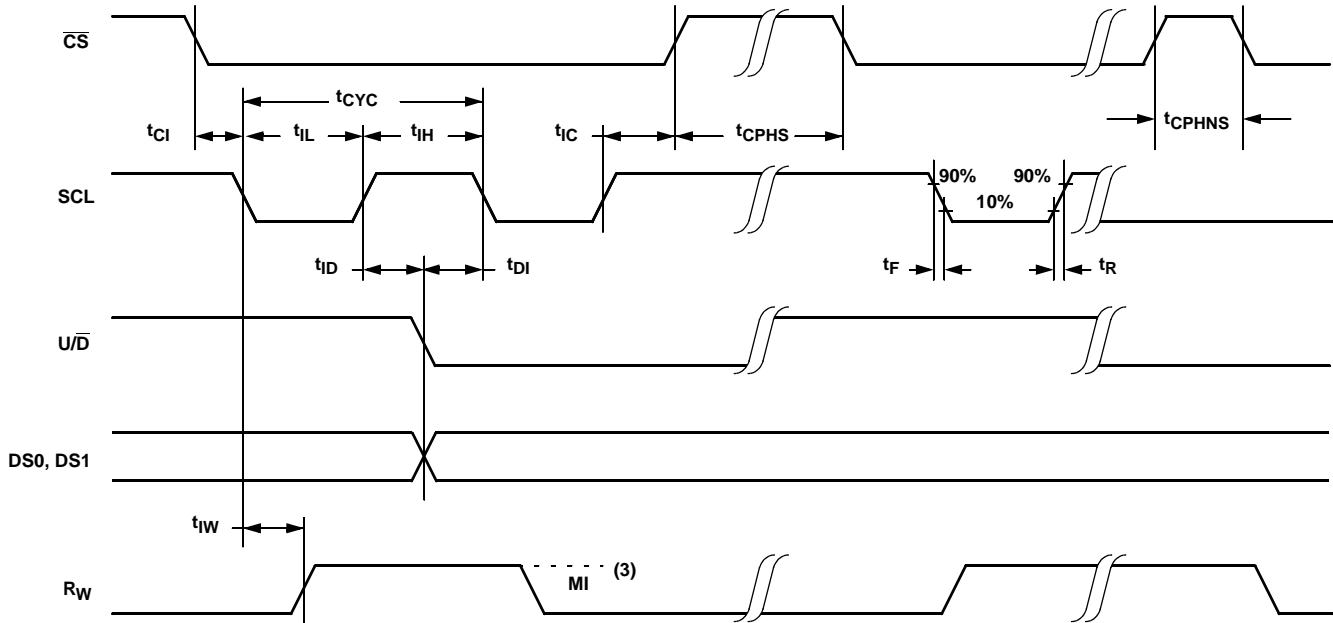 CS
tCYC
tCI tIL tIH tIC tCPHS tCPHNS
SCL 90% 90%
10%
tID tDI tF tR
U/D
DS0, DS1
tIW
(3)
MI
RW